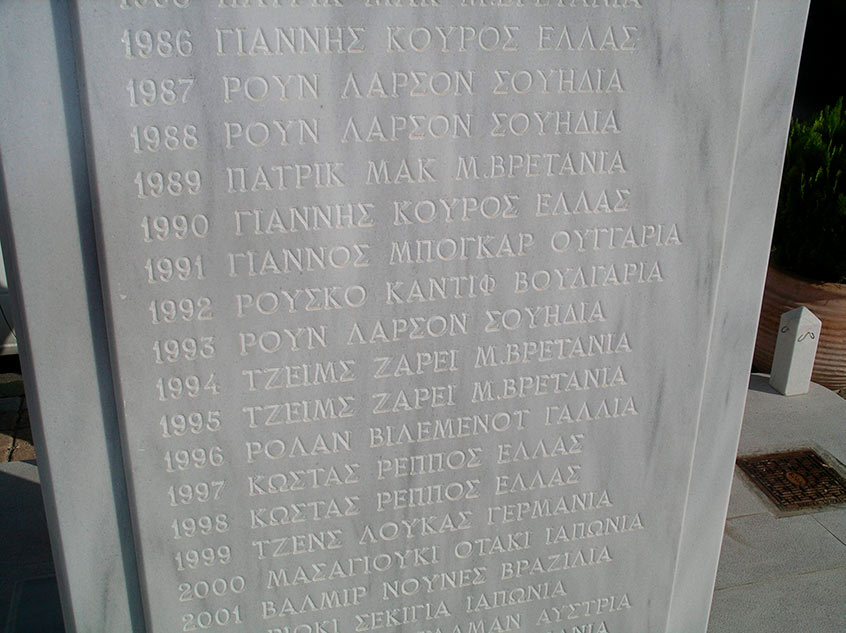 ΠΑΤΡΙΚ ΜΑΚ Μ.ΒΡΕΤΑΝΙΑ
1986 ΓΙΑΝΝΗΣ ΚΟΥΡΟΣ ΕΛΛΑΣ
1987 ΡΟΥΝ ΛΑΡΣΟΝ ΣΟΥΗΔΙΑ
1988 ΡΟΥΝ ΛΑΡΣΟΝ ΣΟΥΗΔΙΑ
1989 ΠΑΤΡΙΚ ΜΑΚ Μ.ΒΡΕΤΑΝΙΑ
1990 ΓΙΑΝΝΗΣ ΚΟΥΡΟΣ ΕΛΛΑΣ
1991 ΓΙΑΝΝΟΣ ΜΠΟΓΚΑΡ ΟΥΓΓΑΡΙΑ
1992 ΡΟΥΣΚΟ ΚΑΝΤΙΦ ΒΟΥΛΓΑΡΙΑ
1993 ΡΟΥΝ ΛΑΡΣΟΝ ΣΟΥΗΔΙΑ
1994 ΤΖΕΙΜΣ ΖΑΡΕΙ Μ.ΒΡΕΤΑΝΙΑ
1995 ΤΖΕΙΜΣ ΖΑΡΕΙ Μ.ΒΡΕΤΑΝΙΑ
1996 ΡΟΛΑΝ ΒΙΛΕΜΕΝΟΤ ΓΑΛΛΙΑ
1997 ΚΩΣΤΑΣ ΡΕΠΠΟΣ ΕΛΛΑΣ
1998 ΚΩΣΤΑΣ ΡΕΠΠΟΣ ΕΛΛΑΣ
1999 ΤΖΕΝΣ ΛΟΥΚΑΣ ΓΕΡΜΑΝΙΑ
2000 ΜΑΣΑΓΙΟΥΚΙ ΟΤΑΚΙ ΙΑΠΩΝΙΑ
2001 ΒΑΛΜΙΡ ΝΟΥΝΕΣ ΒΡΑΖΙΛΙΑ
ΣΕΚΙΓΙΑ ΙΑΠΩΝΙΑ
ΑΥΣΤΡΙΑ